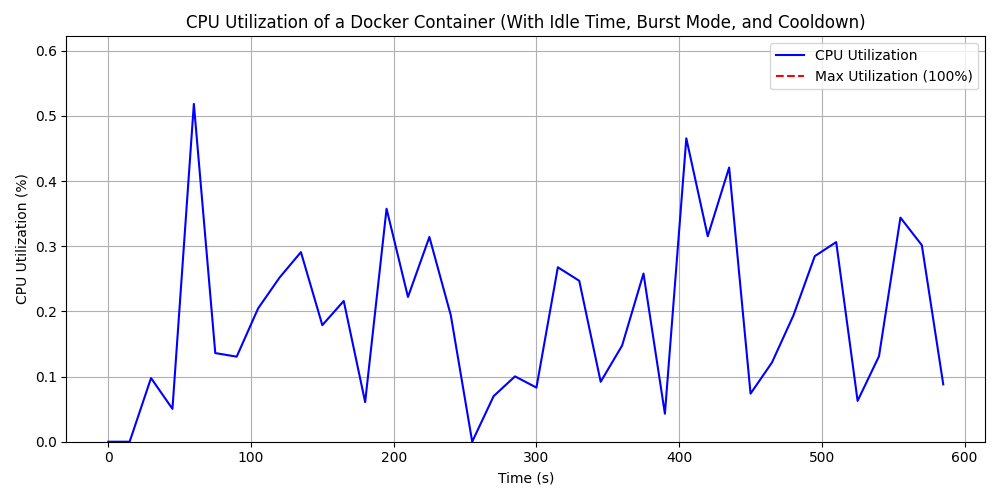 CPU Utilization of a Docker Container (With Idle Time, Burst Mode, and Cooldown)
CPU Utilization
Max Utilization (100%)
CPU Utilization (%)
0.6
0.5
0.4
0.3
0.2
0.1
0.0
0 100 200 300 400 500 600
Time (s)